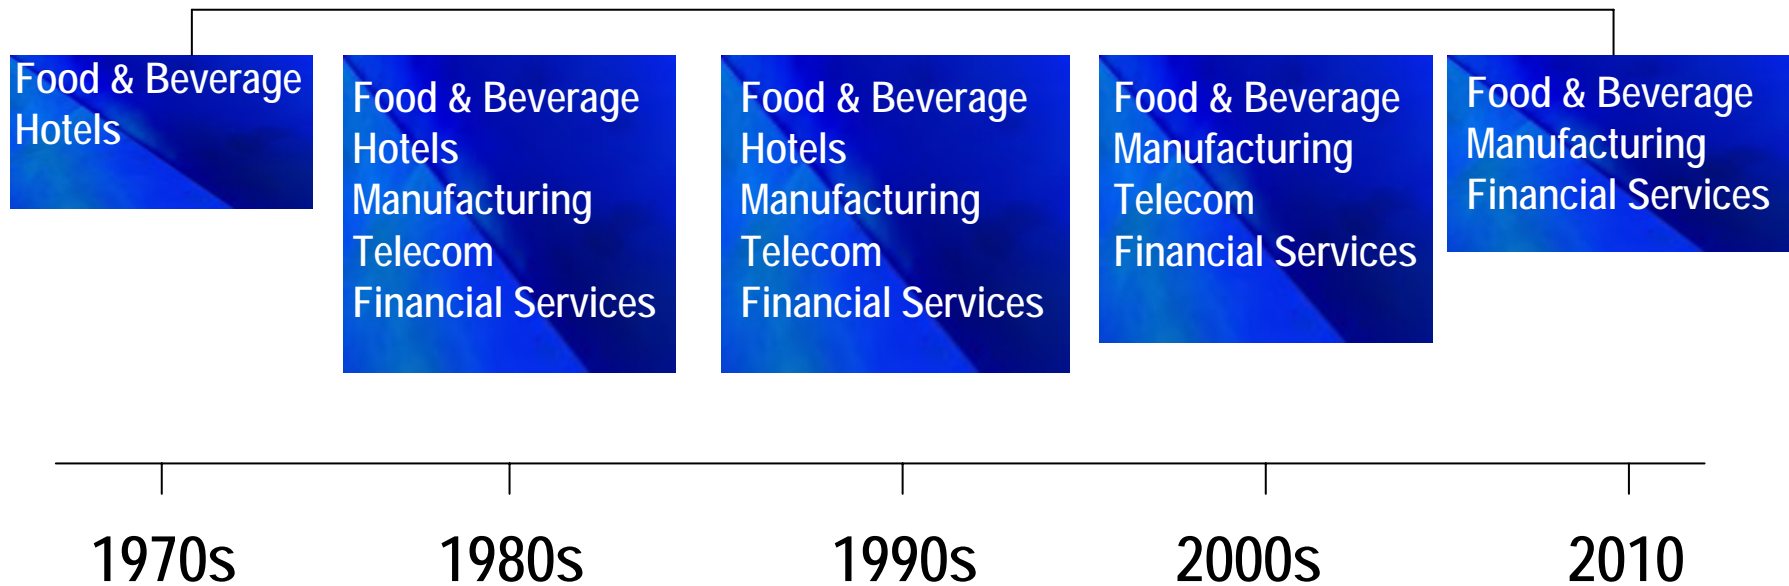 Food & Beverage
Hotels
Food & Beverage
Hotels
Manufacturing
Telecom
Financial Services
Food & Beverage
Hotels
Manufacturing
Telecom
Financial Services
Food & Beverage
Manufacturing
Telecom
Financial Services
Food & Beverage
Manufacturing
Financial Services
1970s
1980s
1990s
2000s
2010